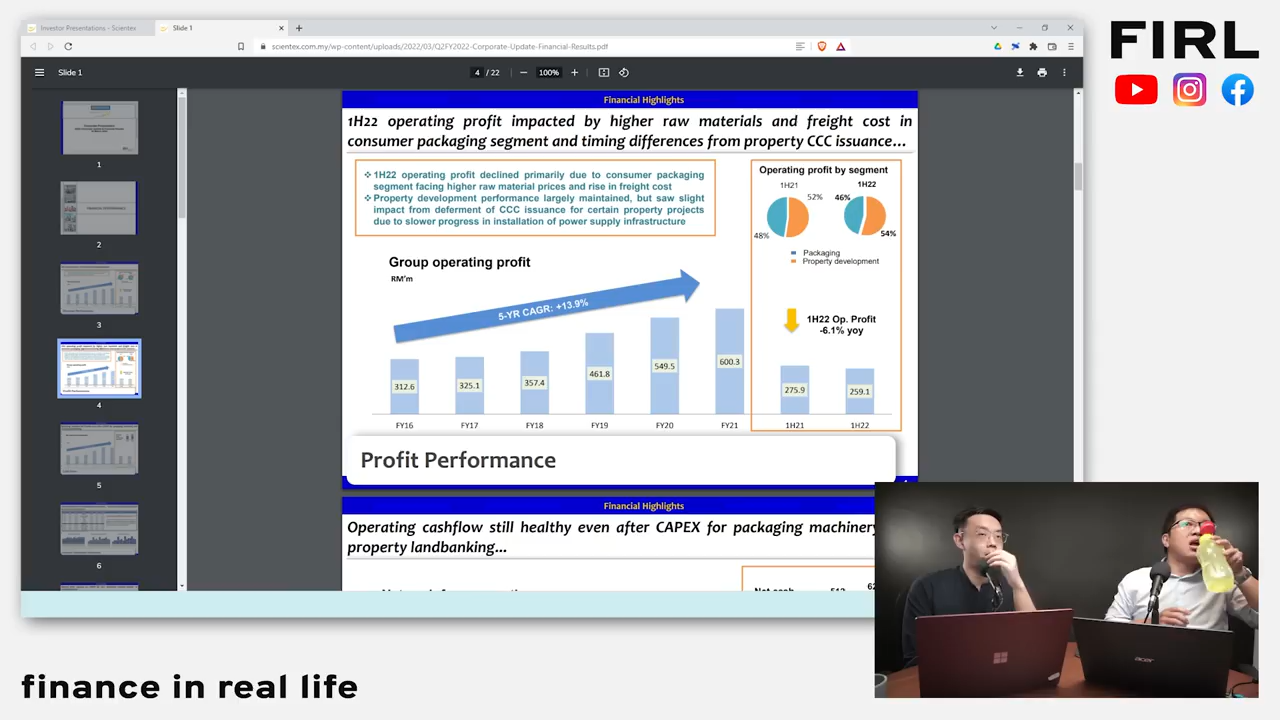 Investor Presentations - Scientex
Slide 1
scientex.com.my/wp-content/uploads/2022/03/Q2FY2022-Corporate-Update-Financial-Results.pdf
Slide 1
4 / 22
100%
1
2
3
4
5
6
Financial Highlights
1H22 operating profit impacted by higher raw materials and freight cost in
consumer packaging segment and timing differences from property CCC issuance...
1H22 operating profit declined primarily due to consumer packaging
segment facing higher raw material prices and rise in freight cost
Property development performance largely maintained, but saw slight
impact from deferment of CCC issuance for certain property projects
due to slower progress in installation of power supply infrastructure
Operating profit by segment
1H21
1H22
52%
46%
48%
54%
Packaging
Property development
Group operating profit
RM'm
5-YR CAGR: +13.9%
1H22 Op. Profit
-6.1% yoy
312.6
325.1
357.4
461.8
549.5
600.3
275.9
259.1
FY16
FY17
FY18
FY19
FY20
FY21
1H21
1H22
Profit Performance
Financial Highlights
Operating cashflow still healthy even after CAPEX for packaging machinery
property landbanking...
FIRL
acer
finance in real life